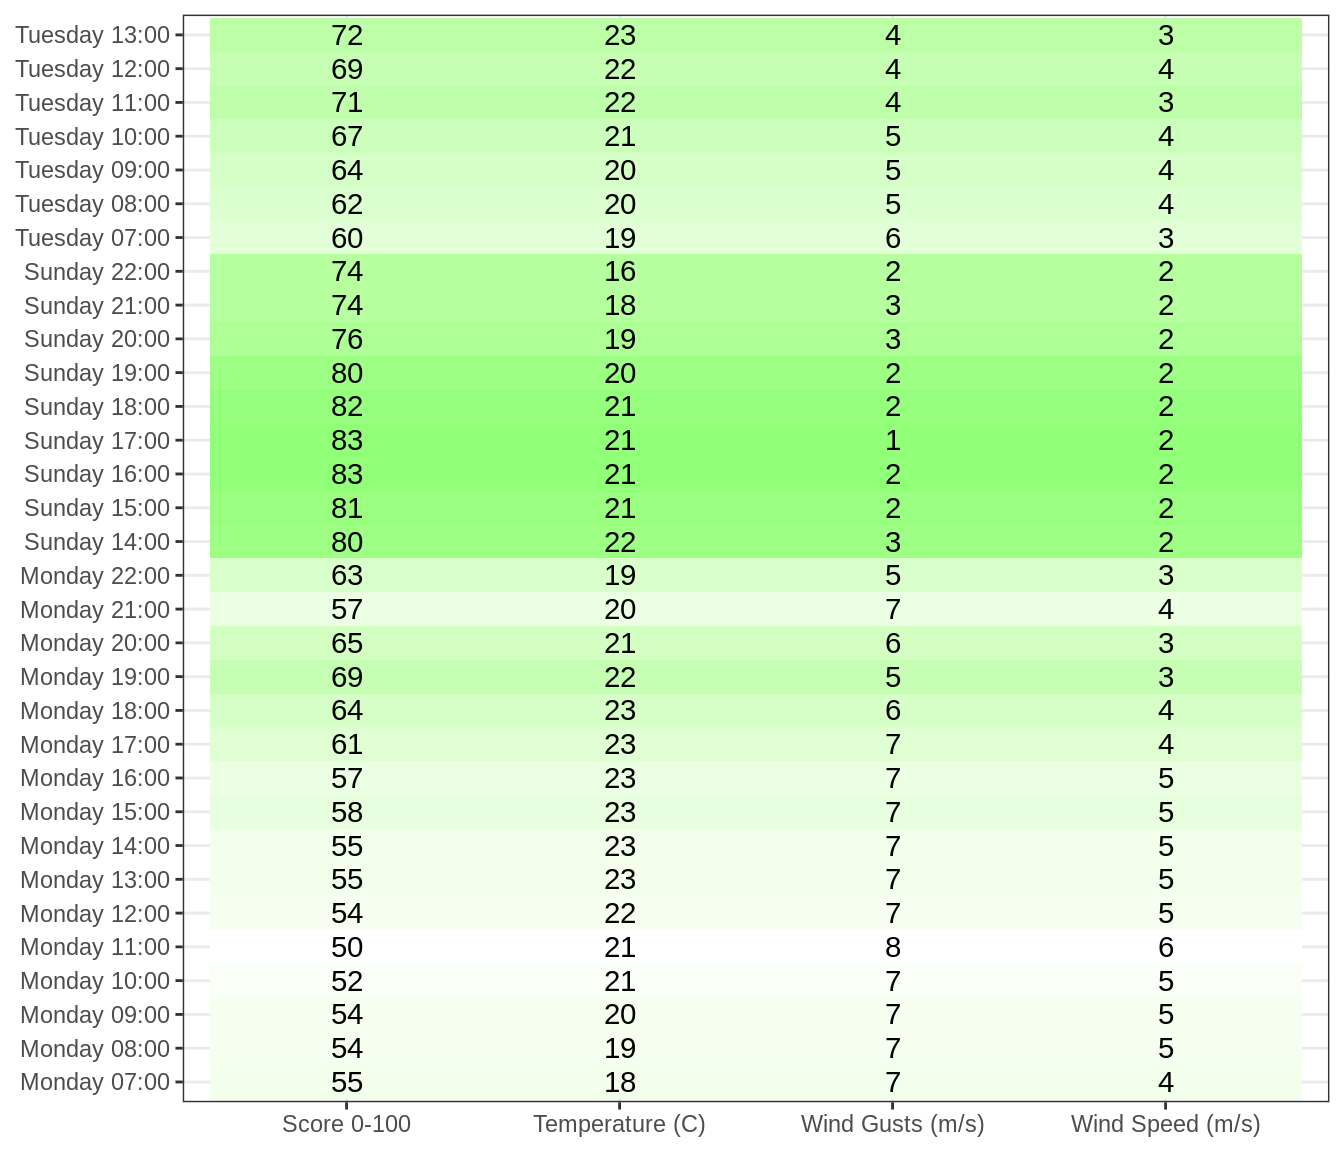 Tuesday 13:00 72 23 4 3
Tuesday 12:00 69 22 4 4
Tuesday 11:00 71 22 4 3
Tuesday 10:00 67 21 5 4
Tuesday 09:00 64 20 5 4
Tuesday 08:00 62 20 5 4
Tuesday 07:00 60 19 6 3
Sunday 22:00 74 16 2 2
Sunday 21:00 74 18 3 2
Sunday 20:00 76 19 3 2
Sunday 19:00 80 20 2 2
Sunday 18:00 82 21 2 2
Sunday 17:00 83 21 1 2
Sunday 16:00 83 21 2 2
Sunday 15:00 81 21 2 2
Sunday 14:00 80 22 3 2
Monday 22:00 63 19 5 3
Monday 21:00 57 20 7 4
Monday 20:00 65 21 6 3
Monday 19:00 69 22 5 3
Monday 18:00 64 23 6 4
Monday 17:00 61 23 7 4
Monday 16:00 57 23 7 5
Monday 15:00 58 23 7 5
Monday 14:00 55 23 7 5
Monday 13:00 55 23 7 5
Monday 12:00 54 22 7 5
Monday 11:00 50 21 8 6
Monday 10:00 52 21 7 5
Monday 09:00 54 20 7 5
Monday 08:00 54 19 7 5
Monday 07:00 55 18 7 4
Score 0-100 Temperature (C) Wind Gusts (m/s) Wind Speed (m/s)